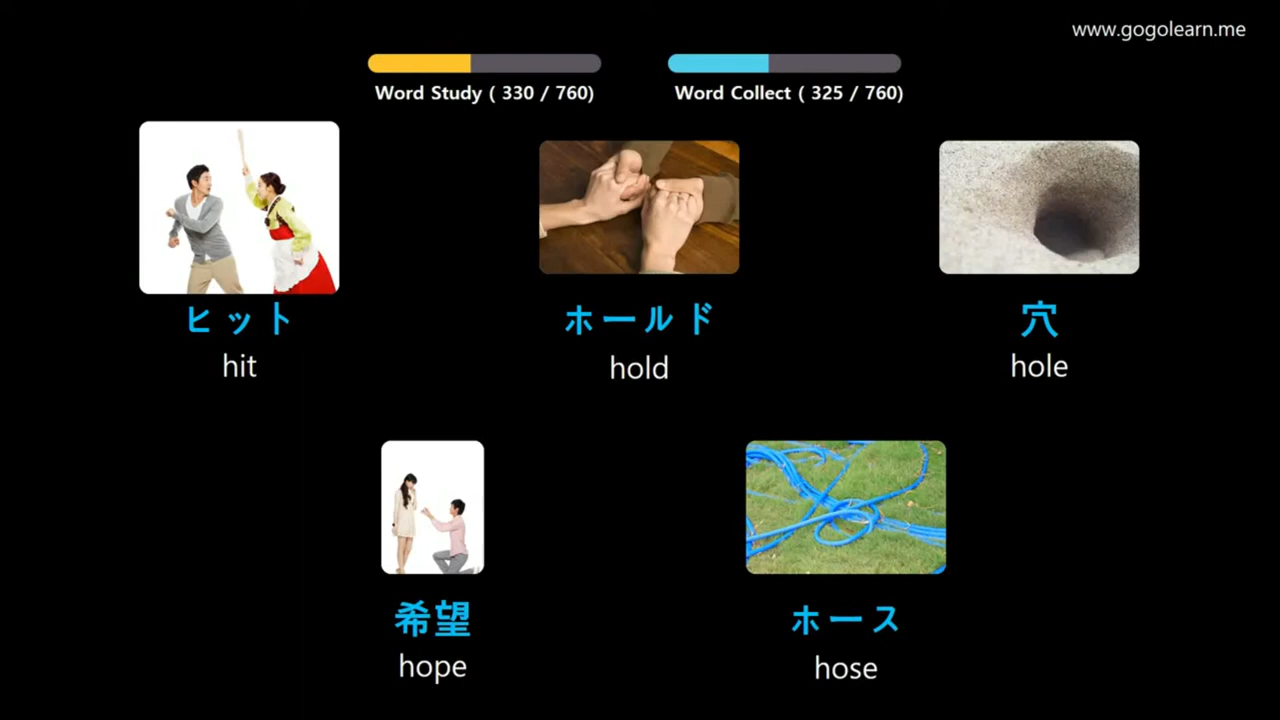 www.gogolearn.me
Word Study ( 330 / 760)
Word Collect ( 325 / 760)
ヒット
hit
ホールド
hold
穴
hole
希望
hope
ホース
hose